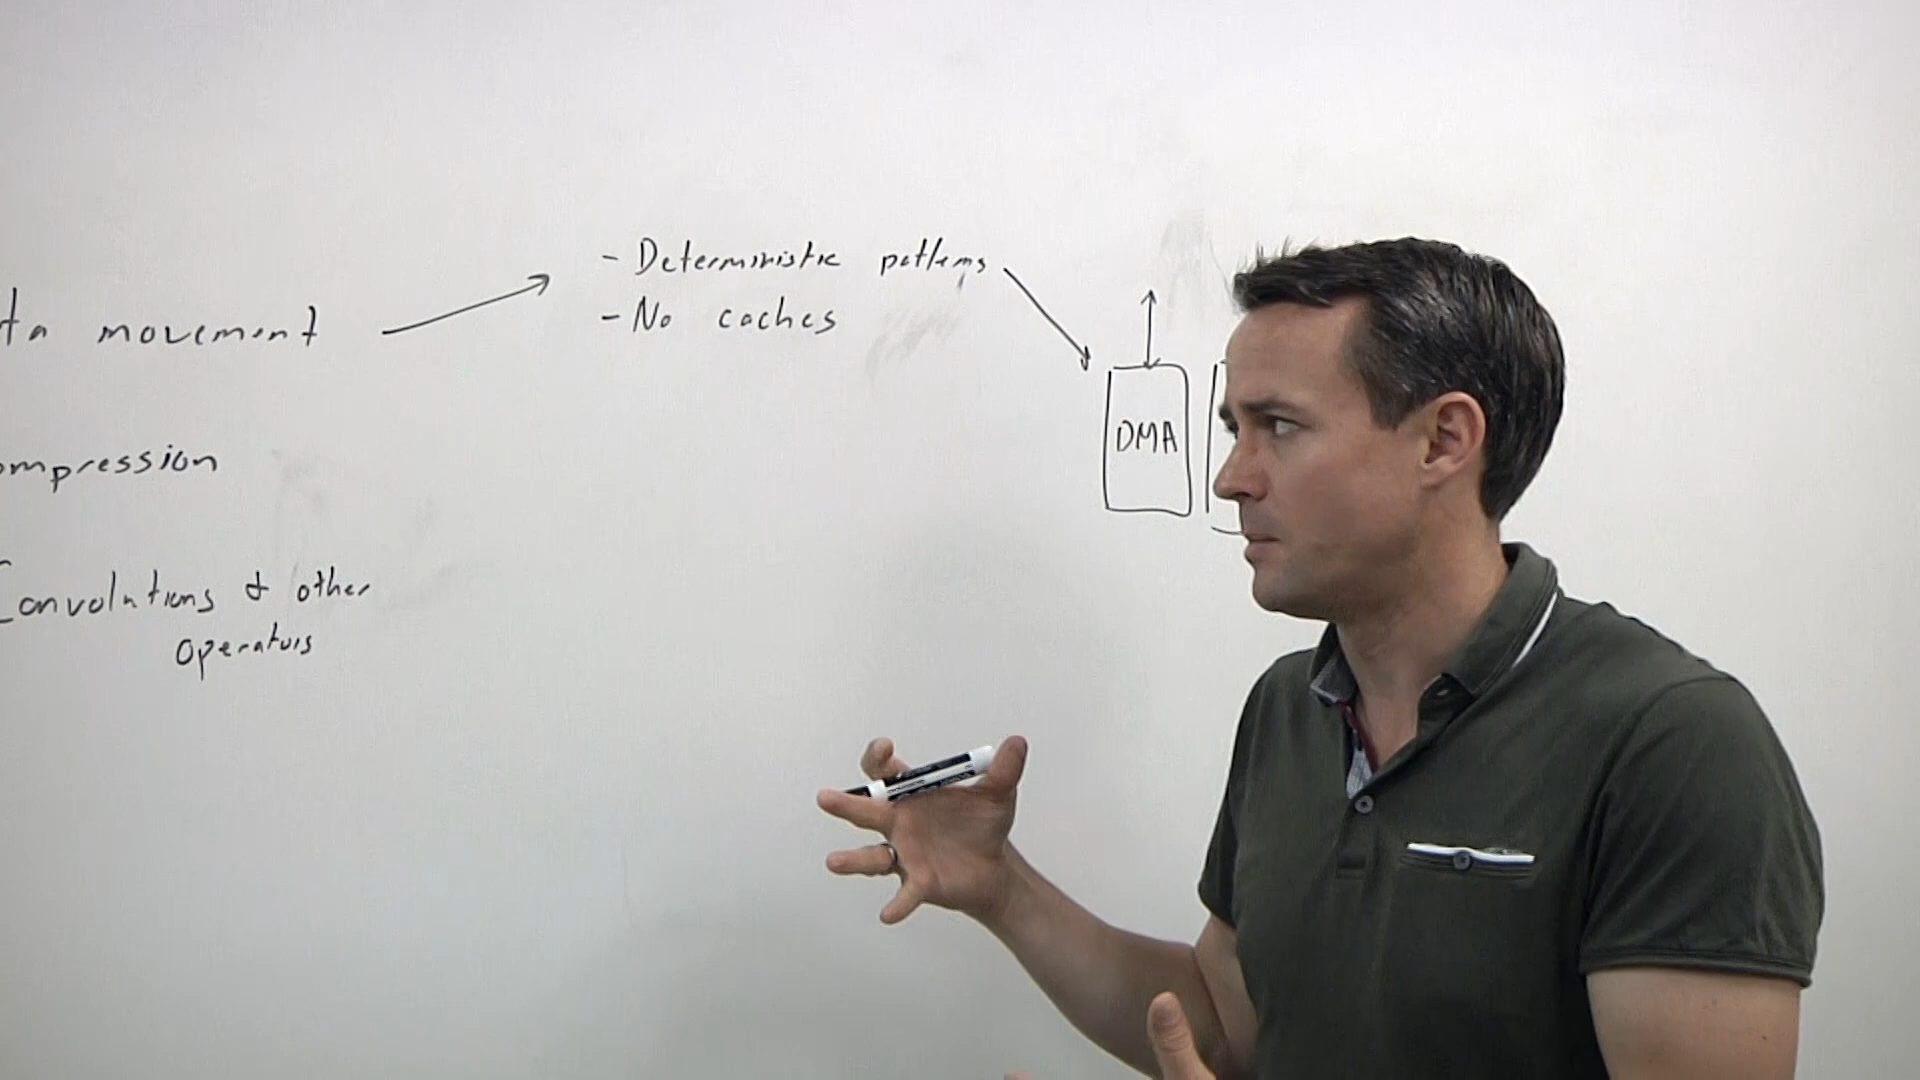 ta movement
- Deterministic patterns
- No caches
DMA
ompression
Convolutions & other
operators